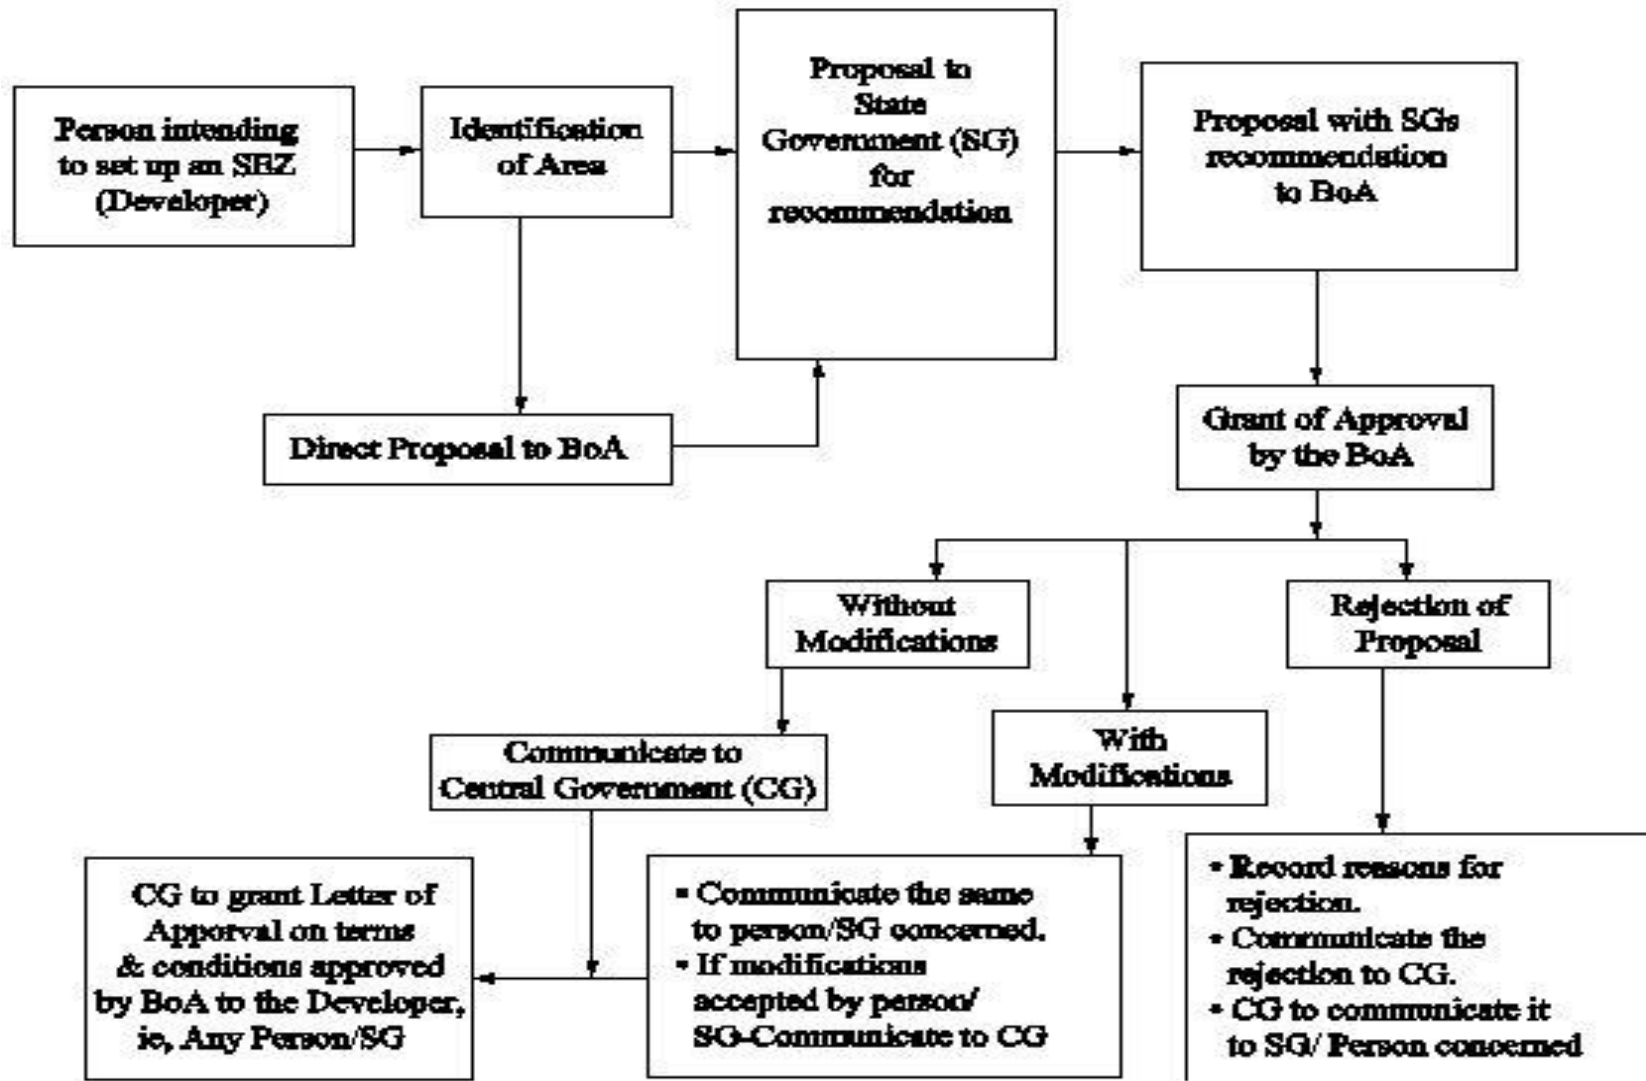 Person intending
to set up an SEZ
(Developer)
Identification
of Area
Proposal to
State
Government (SG)
for
recommendation
Proposal with SGs
recommendation
to BoA
Direct Proposal to BoA
Grant of Approval
by the BoA
Without
Modifications
Rejection of
Proposal
With
Modifications
Communicate to
Central Government (CG)
CG to grant Letter of
Apporval on terms
& conditions approved
by BoA to the Developer,
ie, Any Person/SG
▪ Communicate the same
to person/SG concerned.
▪ If modifications
accepted by person/
SG-Communicate to CG
• Record reasons for
rejection.
• Communicate the
rejection to CG.
• CG to communicate it
to SG/ Person concerned